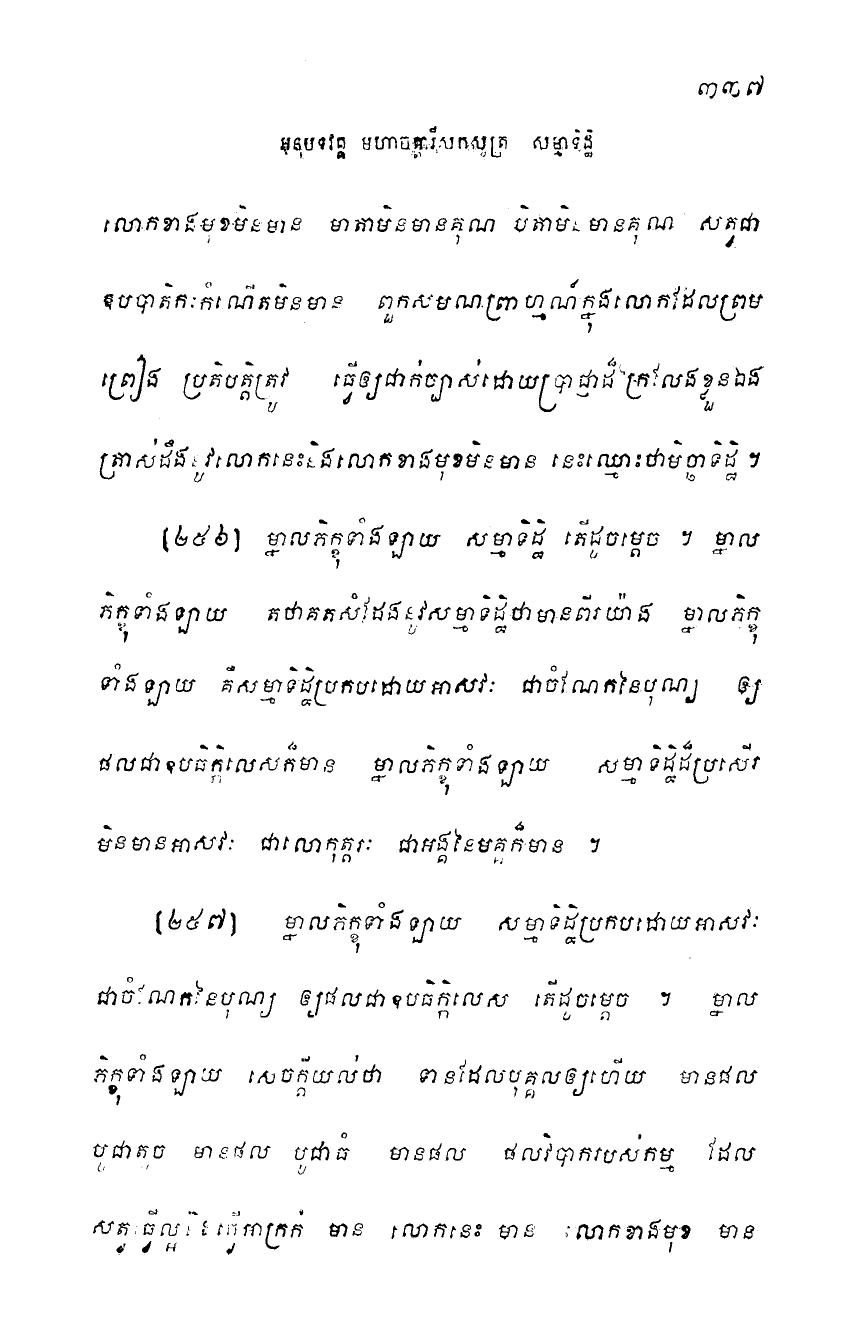 ៣៣៧
អនុបទវគ្គ មហាចត្តារីសកសូត្រ សម្មាទិដ្ឋិ
លោកខាងមុខមិនមាន មាតាមិនមានគុណ បិតាមិនមានគុណ សត្វជា
ឧបបាតិកៈកំណើតមិនមាន ពួកសមណព្រាហ្មណ៍ក្នុងលោកដែលព្រម
ព្រៀង ប្រតិបត្តិត្រូវ ធ្វើឲ្យជាក់ច្បាស់ដោយប្រាជ្ញាដ៏ក្រៃលែងខ្លួនឯង
ត្រាស់ដឹងនូវលោកនេះនិងលោកខាងមុខមិនមាន នេះឈ្មោះថាមិច្ឆាទិដ្ឋិ ។
[២៥៦] ម្នាលភិក្ខុទាំងឡាយ សម្មាទិដ្ឋិ តើដូចម្តេច ។ ម្នាល
ភិក្ខុទាំងឡាយ តថាគតសំដែងនូវសម្មាទិដ្ឋិថាមានពីរយ៉ាង ម្នាលភិក្ខុ
ទាំងឡាយ គឺសម្មាទិដ្ឋិប្រកបដោយអាសវៈ ជាចំណែកនៃបុណ្យ ឲ្យ
ផលជាឧបធិក្កិលេសក៏មាន ម្នាលភិក្ខុទាំងឡាយ សម្មាទិដ្ឋិដ៏ប្រសើរ
មិនមានអាសវៈ ជាលោកុត្តរៈ ជាអង្គនៃមគ្គក៏មាន ។
[២៥៧] ម្នាលភិក្ខុទាំងឡាយ សម្មាទិដ្ឋិប្រកបដោយអាសវៈ
ជាចំណែកនៃបុណ្យ ឲ្យផលជាឧបធិក្កិលេស តើដូចម្តេច ។ ម្នាល
ភិក្ខុទាំងឡាយ សេចក្តីយល់ថា ទានដែលបុគ្គលឲ្យហើយ មានផល
បូជាតូច មានផល បូជាធំ មានផល ផលវិបាករបស់កម្ម ដែល
សត្វធ្វើល្អនិងធ្វើអាក្រក់ មាន លោកនេះ មាន លោកខាងមុខ មាន